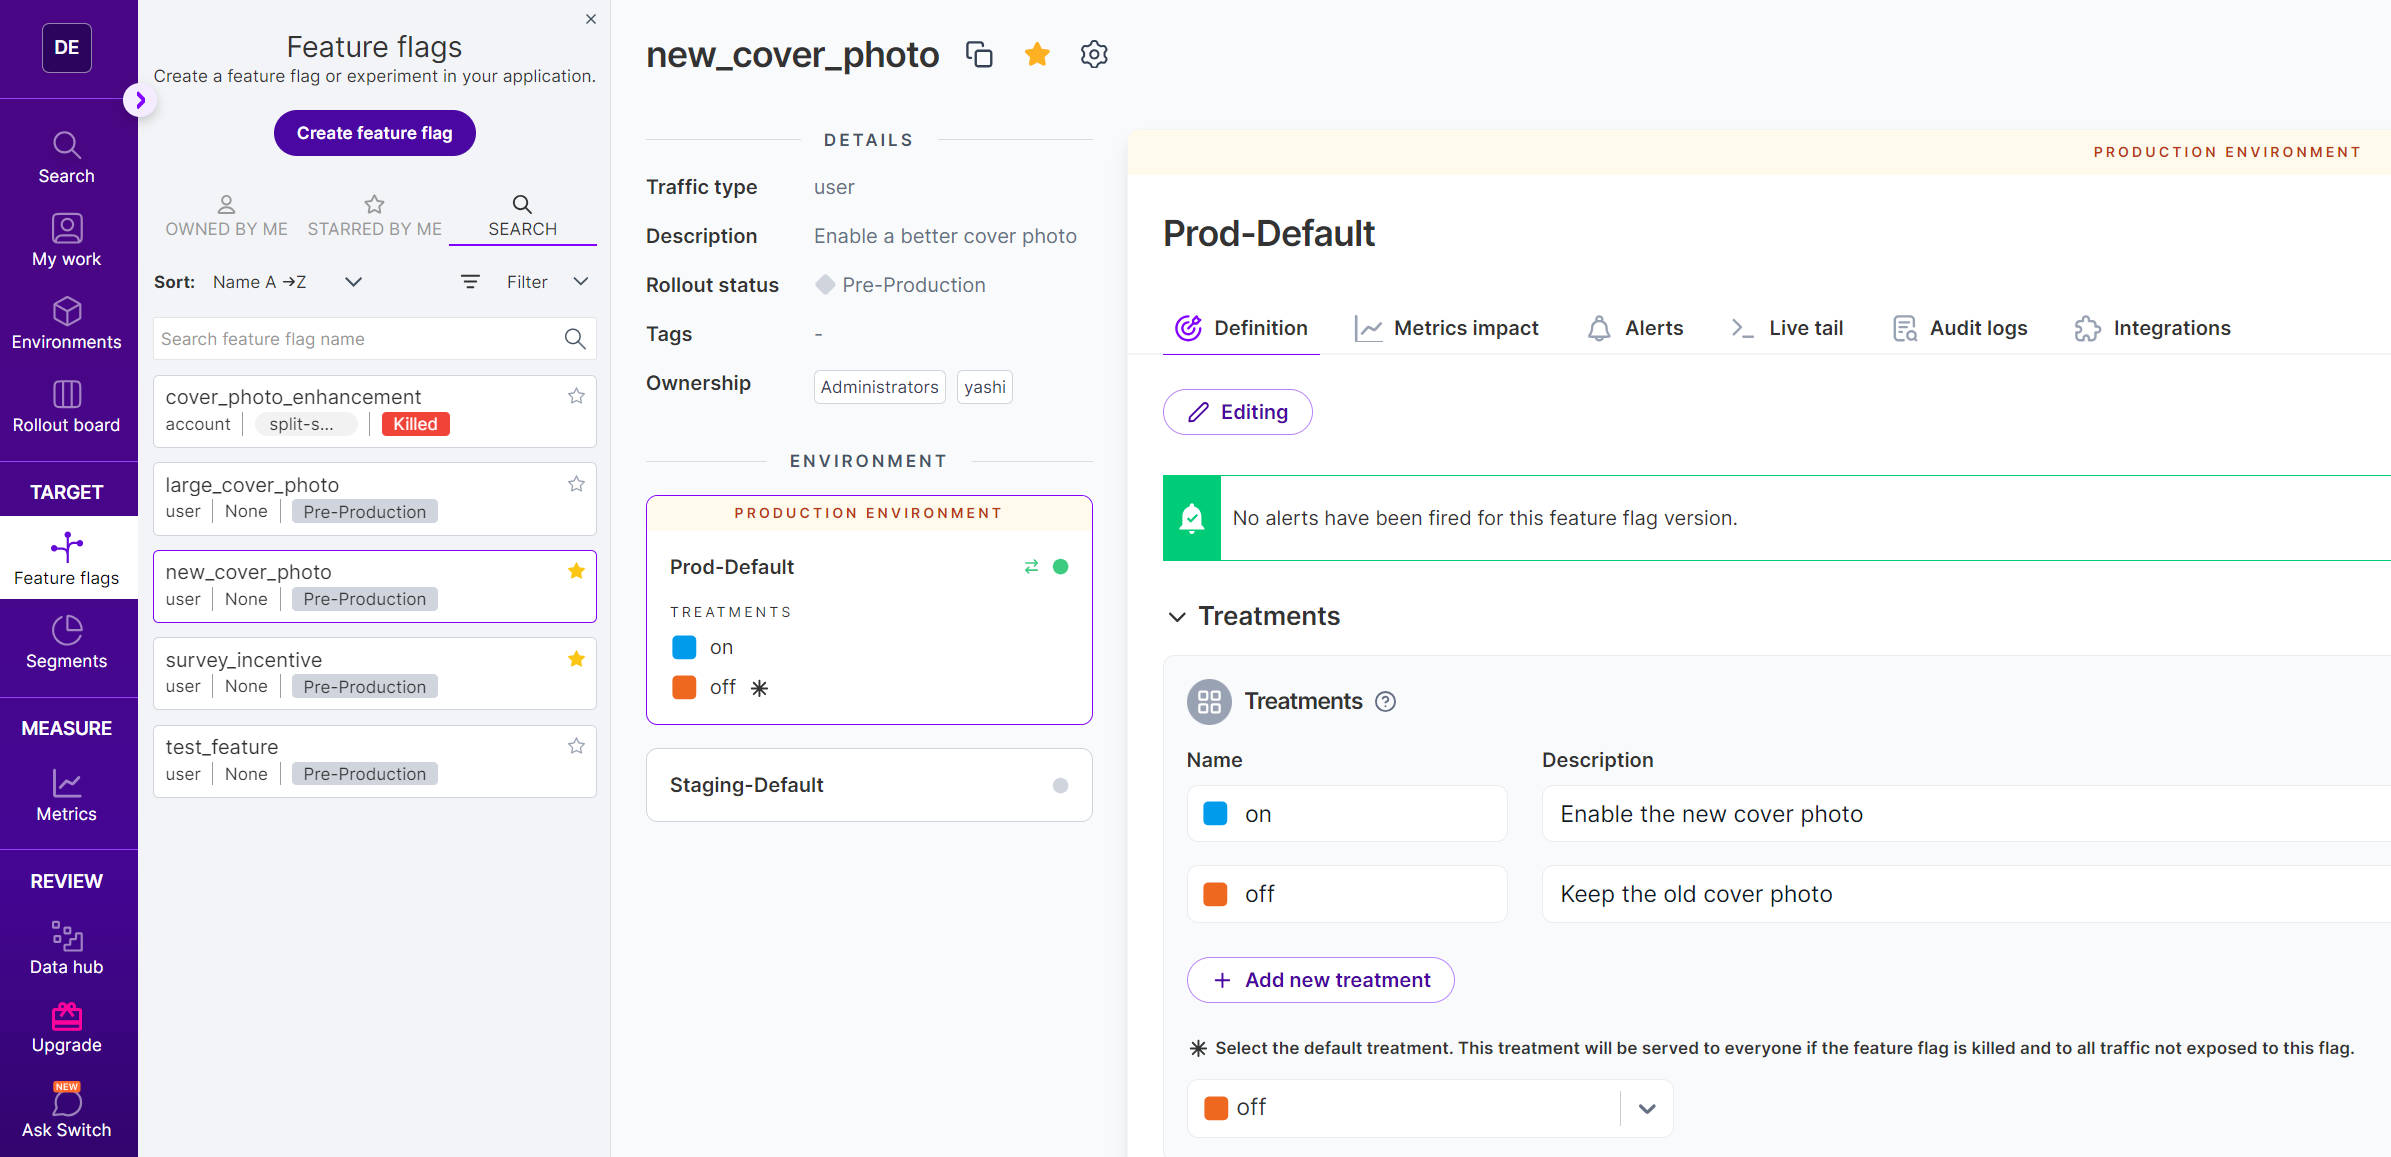 DE
Search
My work
Environments
Rollout board
TARGET
Feature flags
Segments
MEASURE
Metrics
REVIEW
Data hub
Upgrade
NEW
Ask Switch
Feature flags
Create a feature flag or experiment in your application.
Create feature flag
OWNED BY ME STARRED BY ME SEARCH
Sort: Name A → Z Filter
Search feature flag name
cover_photo_enhancement
account split-s... Killed
large_cover_photo
user None Pre-Production
new_cover_photo
user None Pre-Production
survey_incentive
user None Pre-Production
test_feature
user None Pre-Production
new_cover_photo
DETAILS
Traffic type user
Description Enable a better cover photo
Rollout status Pre-Production
Tags -
Ownership Administrators yashi
ENVIRONMENT
PRODUCTION ENVIRONMENT
Prod-Default
TREATMENTS
on
off
Staging-Default
PRODUCTION ENVIRONMENT
Prod-Default
Definition Metrics impact Alerts Live tail Audit logs Integrations
Editing
No alerts have been fired for this feature flag version.
Treatments
Treatments
Name Description
on Enable the new cover photo
off Keep the old cover photo
+ Add new treatment
Select the default treatment. This treatment will be served to everyone if the feature flag is killed and to all traffic not exposed to this flag.
off